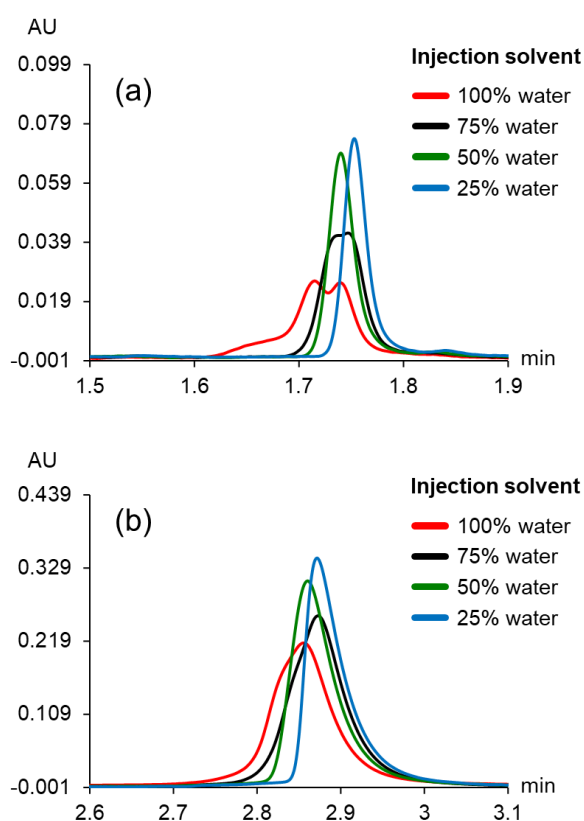 AU
0.099
0.079
0.059
0.039
0.019
-0.001
(a)
Injection solvent
100% water
75% water
50% water
25% water
min
1.5 1.6 1.7 1.8 1.9
AU
0.439
0.329
0.219
0.109
-0.001
(b)
Injection solvent
100% water
75% water
50% water
25% water
min
2.6 2.7 2.8 2.9 3 3.1